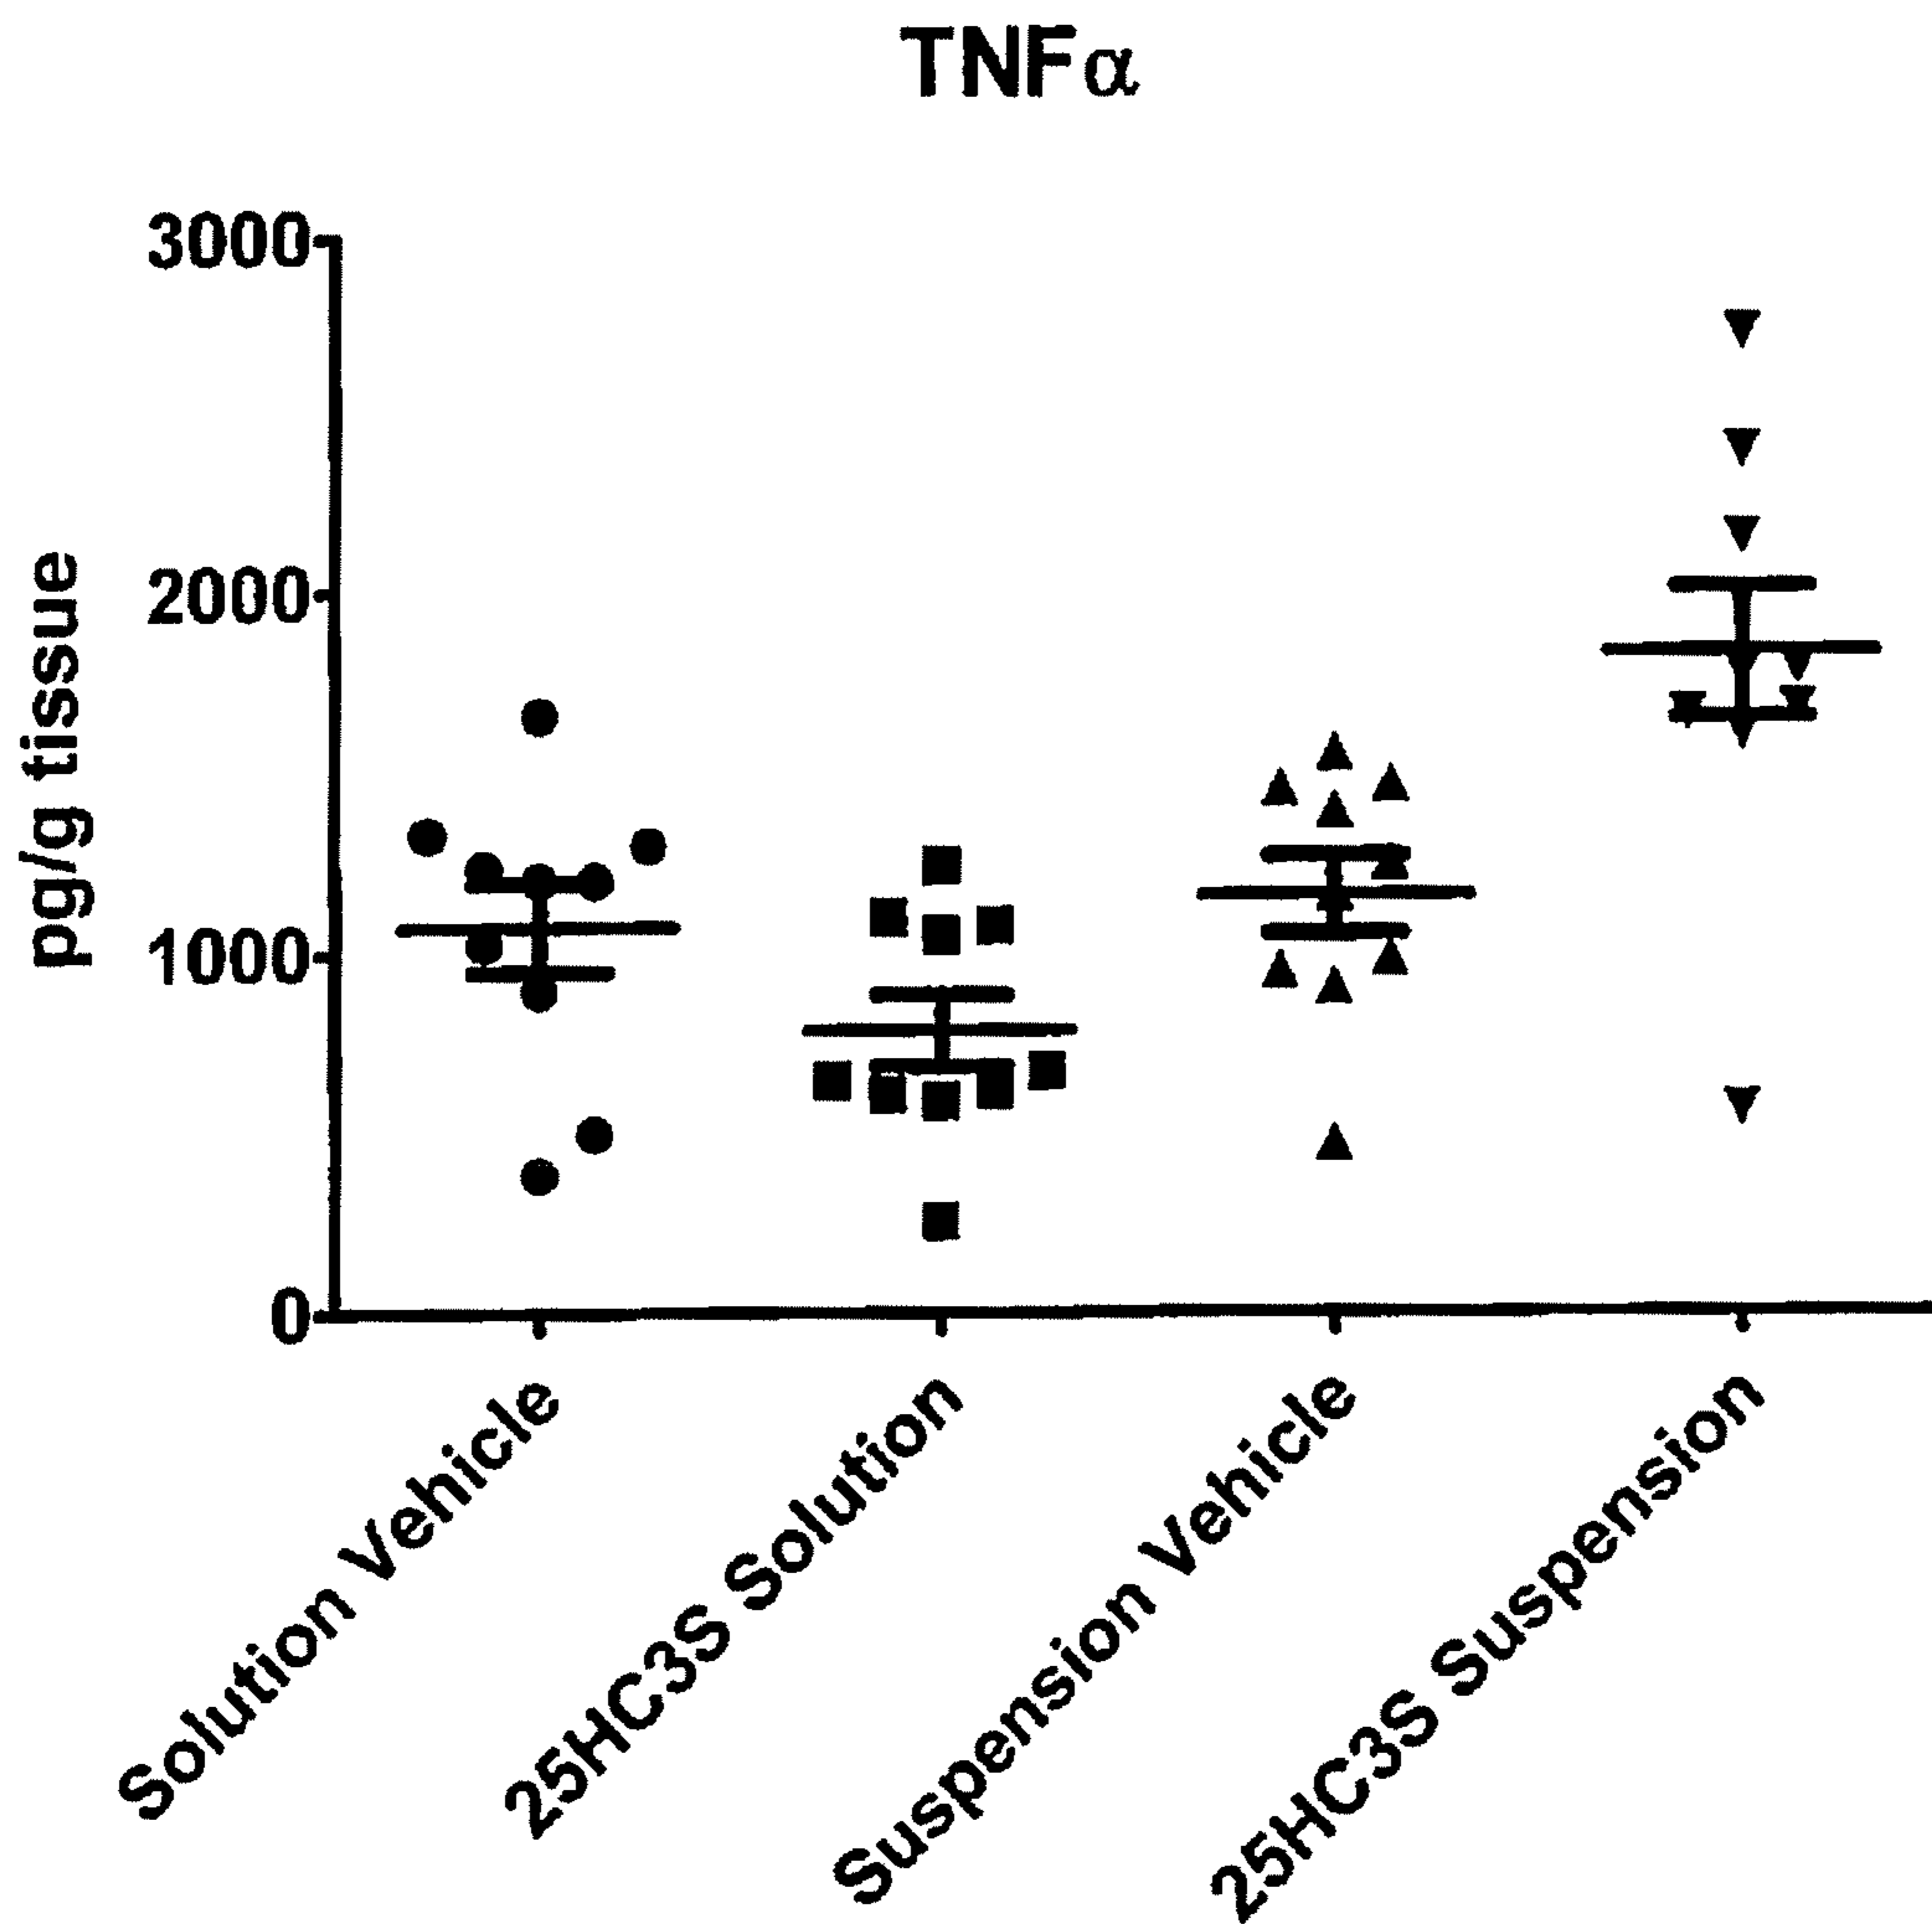 TNFα
3000
2000
1000
0
pg/g tissue
Solution Vehicle
25HC3S Solution
Suspension Vehicle
25HC3S Suspension